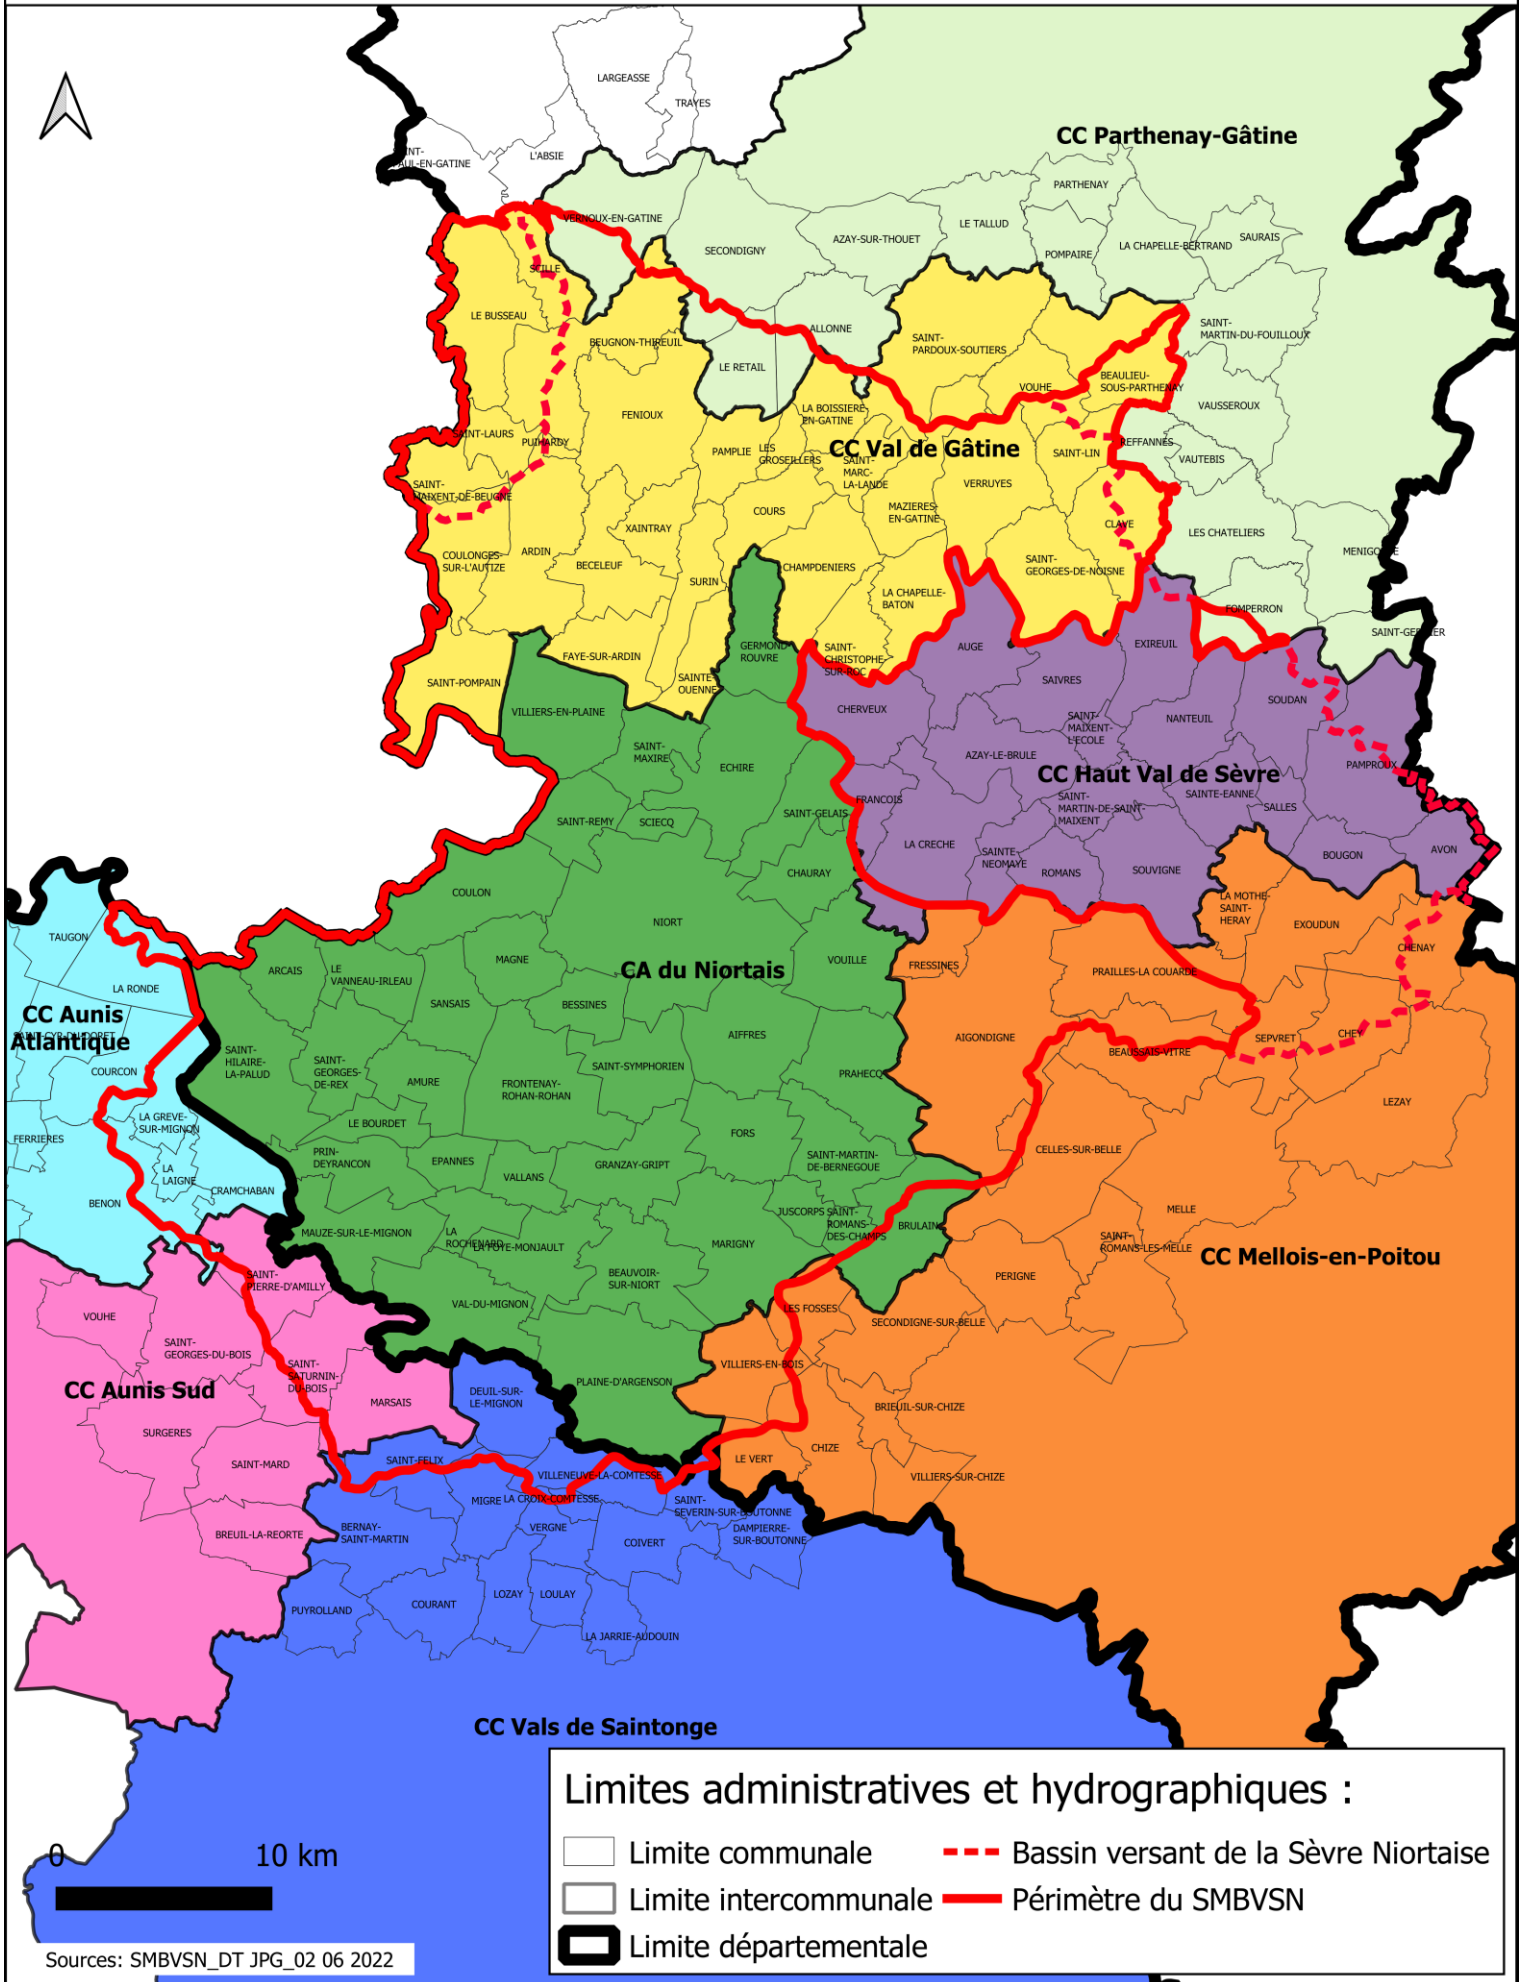 LARGEASSE
TRAYES
L'ABSIE
CC Parthenay-Gâtine
PARTHENAY
VERNOUX-EN-GATINE
LE TALLUD
SECONDIGNY
AZAY-SUR-THOUET
POMPAIRE
LA CHAPELLE-BERTRAND
SAURAIS
SCILLE
LE BUSSEAU
BEUGNON-THIREUIL
ALLONNE
LE RETAIL
SAINT-
PARDOUX-SOUTIERS
SAINT-
MARTIN-DU-FOUILLOUX
VOUHE
BEAULIEU-
SOUS-PARTHENAY
VAUSSEROUX
FENIOUX
LA BOISSIERE-
EN-GATINE
SAINT-LAURS
PUIHARDY
PAMPLIE
LES
GROSEILLERS
CC Val de Gâtine
SAINT-
MARC-
LA-LANDE
SAINT-LIN
REFFANNES
VAUTEBIS
SAINT-
MAIXENT-DE-BEUGNE
VERRUYES
MAZIERES-
EN-GATINE
COURS
XAINTRAY
CLAVE
LES CHATELIERS
MENIGOUTE
COULONGES-
SUR-L'AUTIZE
ARDIN
BECELEUF
SURIN
CHAMPDENIERS
SAINT-
GEORGES-DE-NOISNE
LA CHAPELLE-
BATON
FOMPERRON
SAINT-GERMIER
FAYE-SUR-ARDIN
SAINTE-
OUENNE
GERMOND-
ROUVRE
SAINT-
CHRISTOPHE-
SUR-ROC
AUGE
EXIREUIL
SAINT-POMPAIN
SAIVRES
SOUDAN
VILLIERS-EN-PLAINE
CHERVEUX
SAINT-
MAIXENT-
L'ECOLE
NANTEUIL
SAINT-
MAXIRE
ECHIRE
AZAY-LE-BRULE
CC Haut Val de Sèvre
PAMPROUX
FRANCOIS
SAINT-
MARTIN-DE-SAINT-
MAIXENT
SAINTE-EANNE
SALLES
SAINT-REMY
SCIECQ
SAINT-GELAIS
LA CRECHE
SAINTE-
NEOMAYE
ROMANS
SOUVIGNE
BOUGON
AVON
CHAURAY
COULON
NIORT
LA MOTHE-
SAINT-
HERAY
EXOUDUN
CHENAY
TAUGON
ARCAIS
LE
VANNEAU-IRLEAU
MAGNE
CA du Niortais
VOUILLE
FRESSINES
PRAILLES-LA COUARDE
LA RONDE
SANSAIS
BESSINES
CC Aunis
Atlantique
SAINT-CYR-DU-DORET
AIFFRES
AIGONDIGNE
SEPVRET
CHEY
BEAUSSAIS-VITRE
COURCON
SAINT-
HILAIRE-
LA-PALUD
SAINT-
GEORGES-
DE-REX
AMURE
FRONTENAY-
ROHAN-ROHAN
SAINT-SYMPHORIEN
PRAHECQ
LEZAY
LA GREVE-
SUR-MIGNON
LE BOURDET
FORS
FERRIERES
CELLES-SUR-BELLE
PRIN-
DEYRANCON
EPANNES
VALLANS
GRANZAY-GRIPT
SAINT-MARTIN-
DE-BERNEGOUE
LA
LAIGNE
CRAMCHABAN
BENON
JUSCORPS
SAINT-
ROMANS-
DES-CHAMPS
BRULAIN
MELLE
MAUZE-SUR-LE-MIGNON
LA
ROCHENARD
LA FOYE-MONJAULT
MARIGNY
SAINT-
ROMANS-LES-MELLE
CC Mellois-en-Poitou
SAINT-
PIERRE-D'AMILLY
BEAUVOIR-
SUR-NIORT
PERIGNE
VOUHE
VAL-DU-MIGNON
LES FOSSES
SECONDIGNE-SUR-BELLE
SAINT-
GEORGES-DU-BOIS
SAINT-
SATURNIN-
DU-BOIS
VILLIERS-EN-BOIS
CC Aunis Sud
MARSAIS
DEUIL-SUR-
LE-MIGNON
PLAINE-D'ARGENSON
BRIEUIL-SUR-CHIZE
SURGERES
CHIZE
SAINT-MARD
SAINT-FELIX
LE VERT
VILLENEUVE-LA-COMTESSE
VILLIERS-SUR-CHIZE
MIGRE
LA CROIX-COMTESSE
SAINT-
SEVERIN-SUR-BOUTONNE
BREUIL-LA-REORTE
BERNAY-
SAINT-MARTIN
VERGNE
COIVERT
DAMPIERRE-
SUR-BOUTONNE
PUYROLLAND
COURANT
LOZAY
LOULAY
LA JARRIE-AUDOUIN
CC Vals de Saintonge
Limites administratives et hydrographiques :
Limite communale
Bassin versant de la Sèvre Niortaise
Limite intercommunale
Périmètre du SMBVSN
Limite départementale
0 10 km
Sources: SMBVSN_DT JPG_02 06 2022